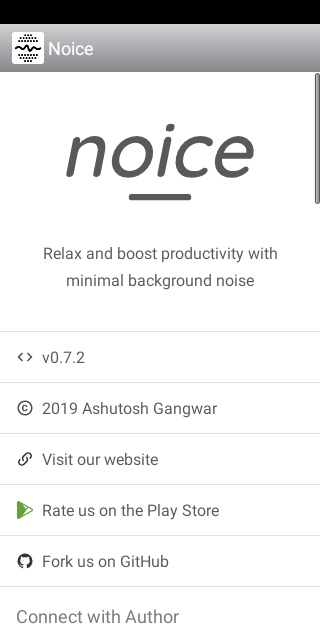 Noice
noice
Relax and boost productivity with
minimal background noise
v0.7.2
2019 Ashutosh Gangwar
Visit our website
Rate us on the Play Store
Fork us on GitHub
Connect with Author